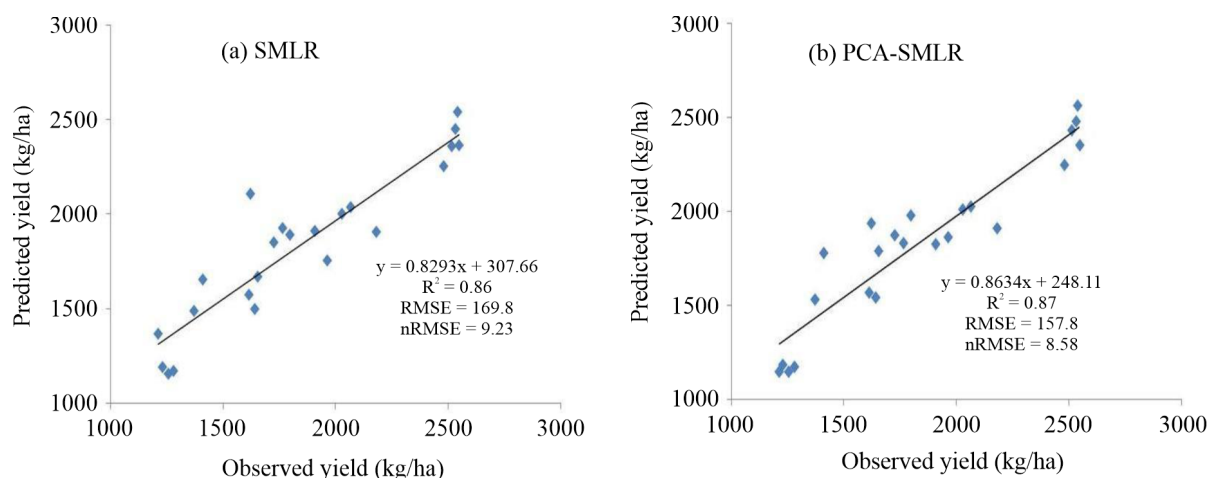 (a) SMLR
3000
2500
2000
1500
1000
1000 1500 2000 2500 3000
Predicted yield (kg/ha)
Observed yield (kg/ha)
y = 0.8293x + 307.66
R² = 0.86
RMSE = 169.8
nRMSE = 9.23
(b) PCA-SMLR
3000
2500
2000
1500
1000
1000 1500 2000 2500 3000
Predicted yield (kg/ha)
Observed yield (kg/ha)
y = 0.8634x + 248.11
R² = 0.87
RMSE = 157.8
nRMSE = 8.58